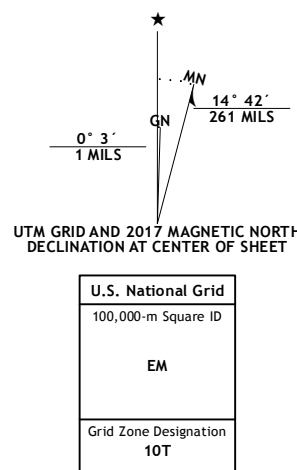 ★
MN
GN
14° 42´
261 MILS
0° 3´
1 MILS
UTM GRID AND 2017 MAGNETIC NORTH
DECLINATION AT CENTER OF SHEET
U.S. National Grid
100,000-m Square ID
EM
Grid Zone Designation
10T